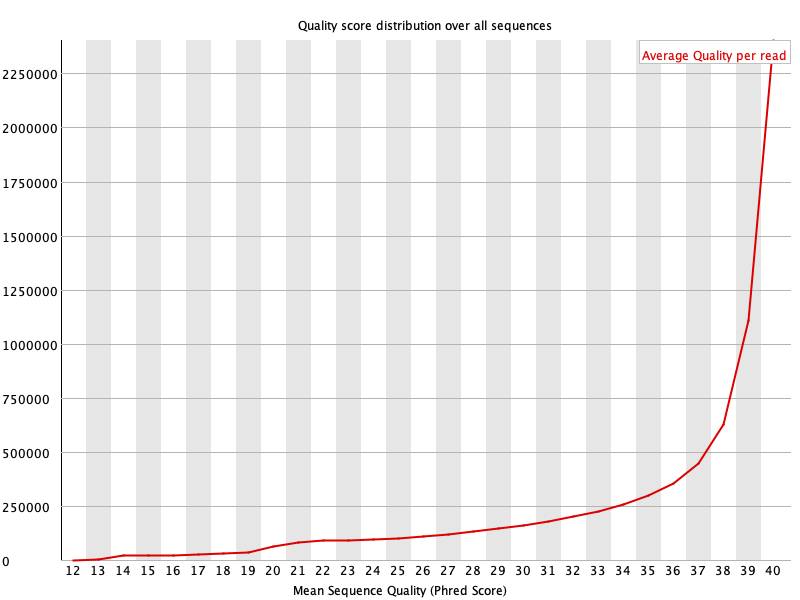 Quality score distribution over all sequences
Average Quality per read
2250000
2000000
1750000
1500000
1250000
1000000
750000
500000
250000
0
12 13 14 15 16 17 18 19 20 21 22 23 24 25 26 27 28 29 30 31 32 33 34 35 36 37 38 39 40
Mean Sequence Quality (Phred Score)